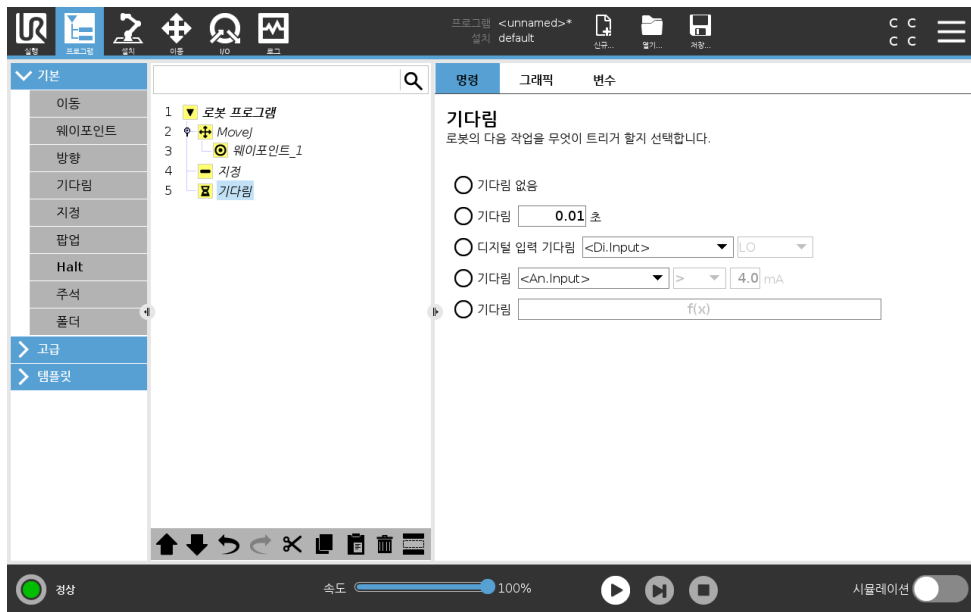 UR
실행
프로그램
설치
이동
I/O
로그
프로그램 <unnamed>*
설치 default
신규...
열기...
저장...
C C
C C
기본
이동
웨이포인트
방향
기다림
지정
팝업
Halt
주석
폴더
고급
템플릿
1 로봇 프로그램
2 MoveJ
3 웨이포인트_1
4 지정
5 기다림
명령 그래픽 변수
기다림
로봇의 다음 작업을 무엇이 트리거 할지 선택합니다.
기다림 없음
기다림 0.01 초
디지털 입력 기다림 <Di.Input> LO
기다림 <An.Input> > 4.0 mA
기다림 f(x)
정상
속도 100%
시뮬레이션